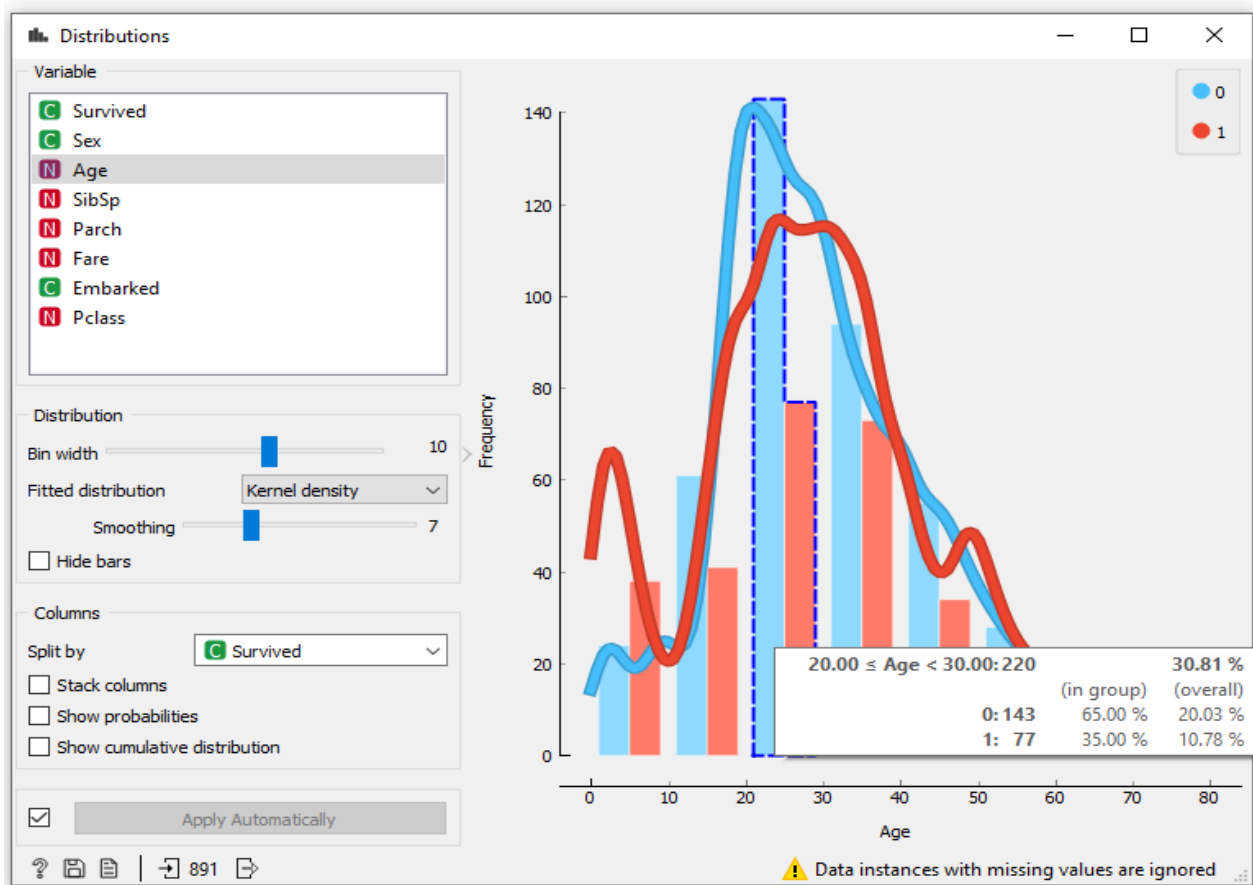 Distributions
Variable
C Survived
C Sex
N Age
N SibSp
N Parch
N Fare
C Embarked
N Pclass
Distribution
Bin width 10
Fitted distribution Kernel density
Smoothing 7
Hide bars
Columns
Split by C Survived
Stack columns
Show probabilities
Show cumulative distribution
Apply Automatically
? 891
0
1
140
120
100
80
60
40
20
0
Frequency
20.00 ≤ Age < 30.00: 220 30.81 %
(in group) (overall)
0: 143 65.00 % 20.03 %
1: 77 35.00 % 10.78 %
0 10 20 30 40 50 60 70 80
Age
Data instances with missing values are ignored